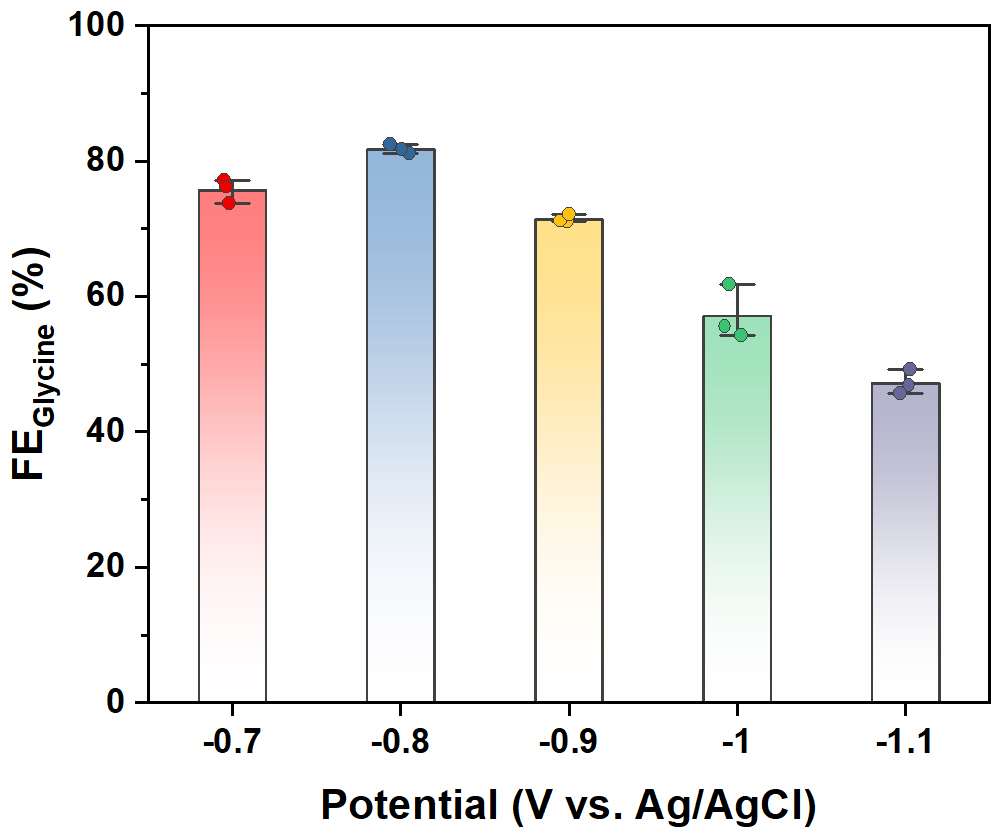 100
80
60
40
20
0
FEGlycine (%)
-0.7 -0.8 -0.9 -1 -1.1
Potential (V vs. Ag/AgCl)